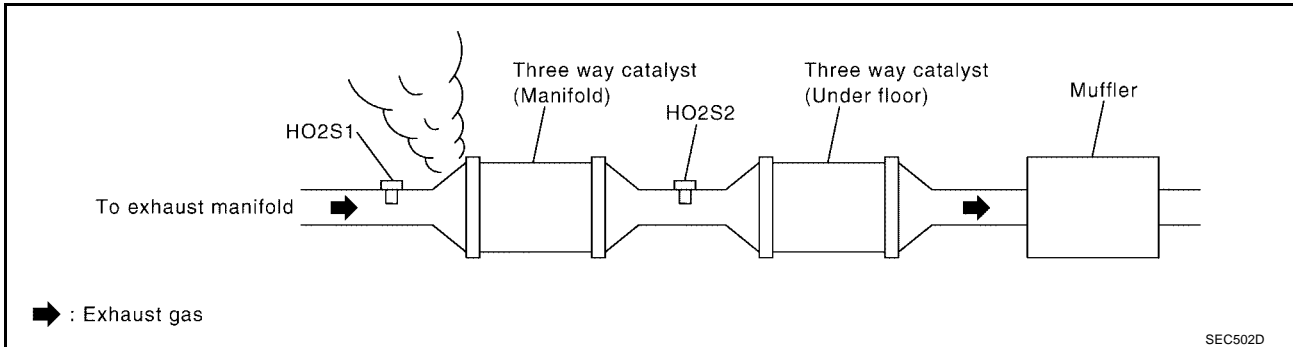 Three way catalyst
(Manifold)
Three way catalyst
(Under floor)
Muffler
HO2S1
HO2S2
To exhaust manifold
: Exhaust gas
SEC502D